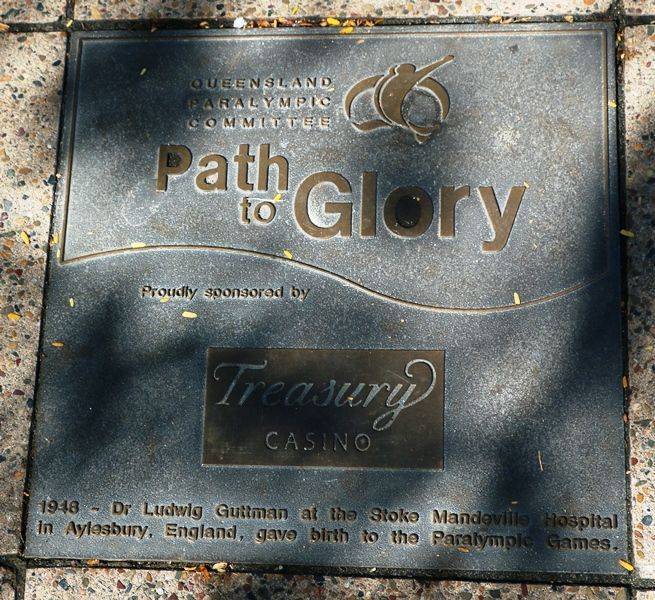 QUEENSLAND
PARALYMPIC
COMMITTEE
Path
to Glory
Proudly sponsored by
Treasury
CASINO
1948 - Dr Ludwig Guttman at the Stoke Mandeville Hospital
in Aylesbury, England, gave birth to the Paralympic Games.